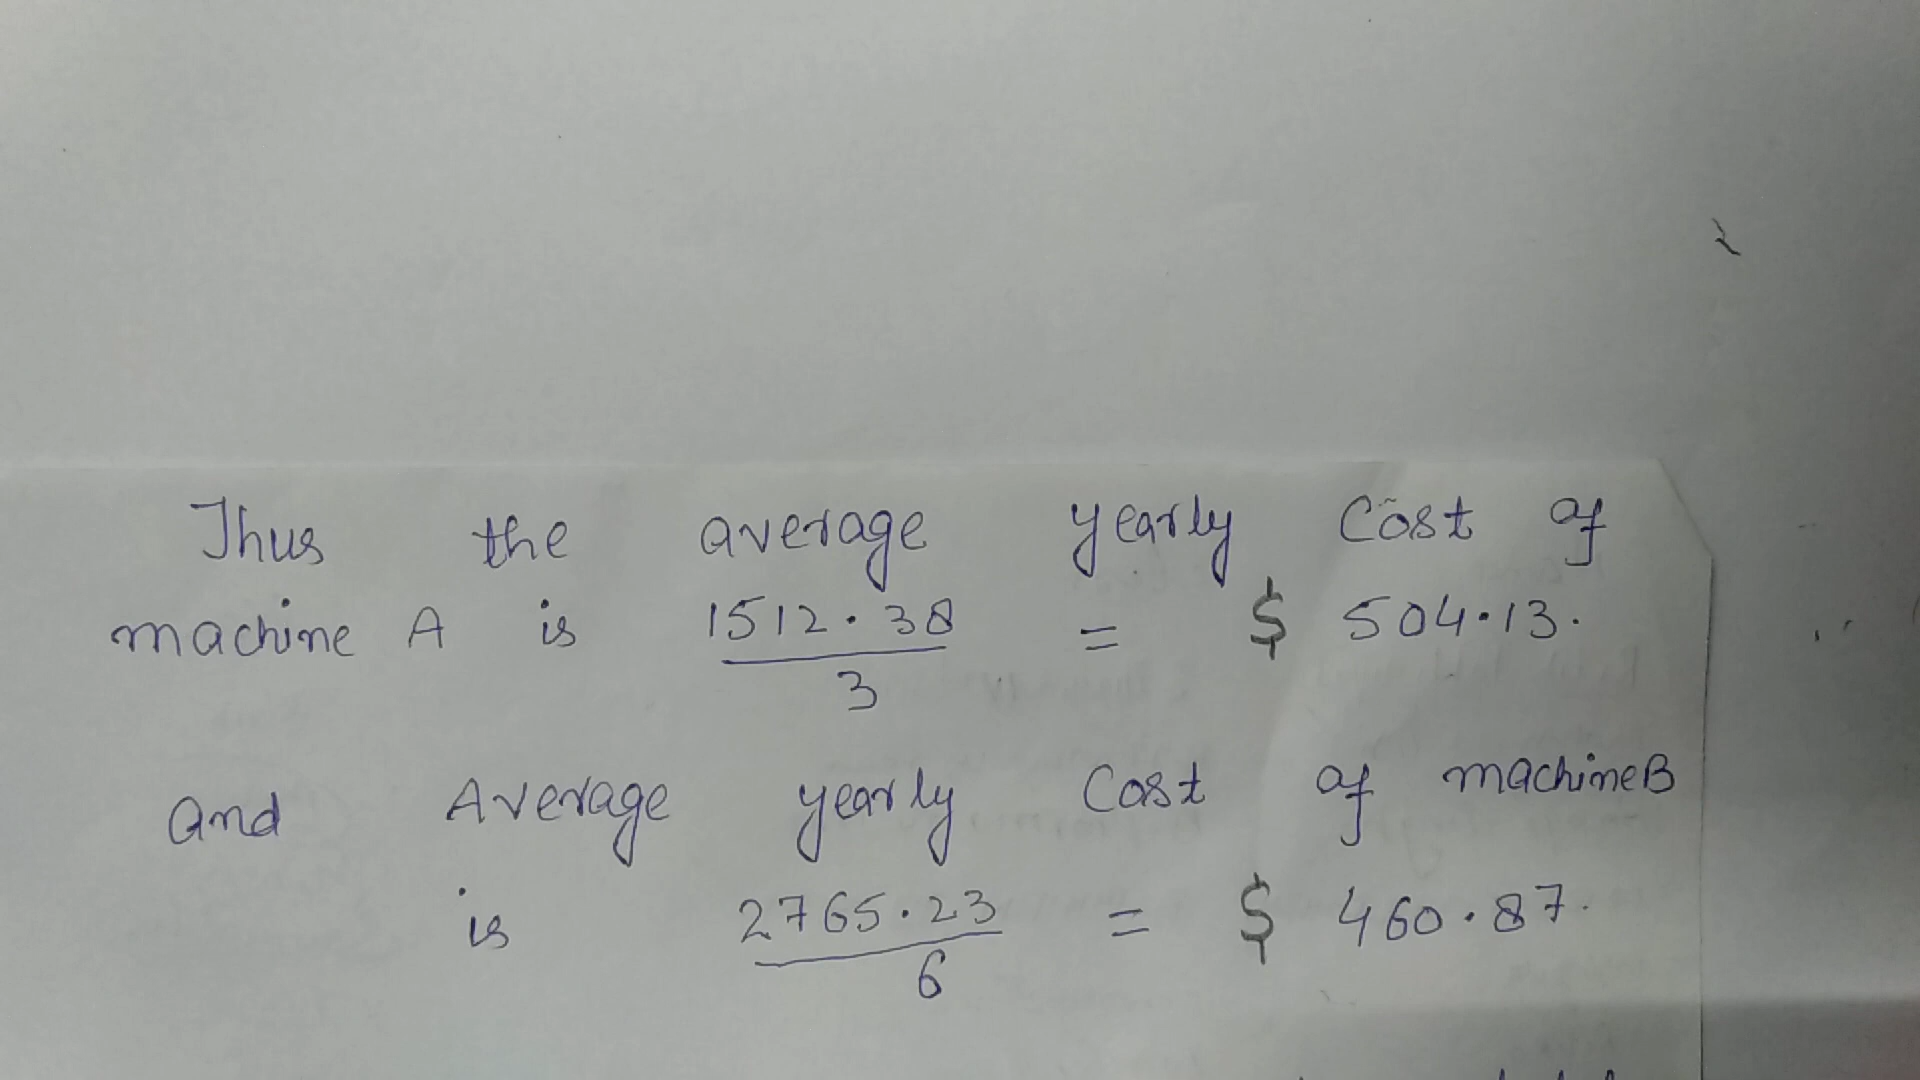 Thus the average yearly Cost of
machine A is 1512.38/3 = $ 504.13.
and Average yearly Cost of machine B
is 2765.23/6 = $ 460.87.